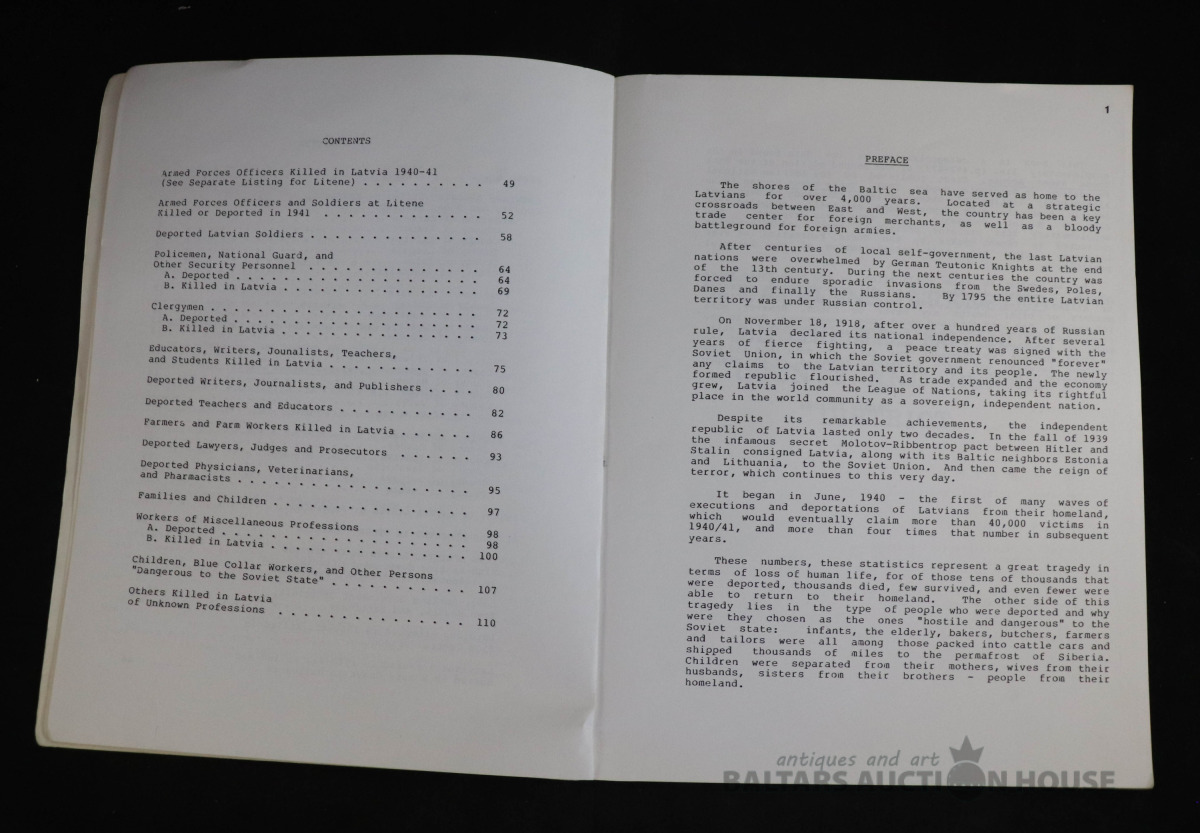 CONTENTS
Armed Forces Officers Killed in Latvia 1940-41
(See Separate Listing for Litene) . . . . . . . . . . 49
Armed Forces Officers and Soldiers at Litene
Killed or Deported in 1941 . . . . . . . . . . . . . 52
Deported Latvian Soldiers . . . . . . . . . . . . . . 58
Policemen, National Guard, and
Other Security Personnel . . . . . . . . . . . . . . 64
A. Deported . . . . . . . . . . . . . . . . . . . . 64
B. Killed in Latvia . . . . . . . . . . . . . . . . 69
Clergymen . . . . . . . . . . . . . . . . . . . . . . 72
A. Deported . . . . . . . . . . . . . . . . . . . . 72
B. Killed in Latvia . . . . . . . . . . . . . . . . 73
Educators, Writers, Jounalists, Teachers,
and Students Killed in Latvia . . . . . . . . . . . . 75
Deported Writers, Journalists, and Publishers . . . . 80
Deported Teachers and Educators . . . . . . . . . . . 82
Farmers and Farm Workers Killed in Latvia . . . . . . 86
Deported Lawyers, Judges and Prosecutors . . . . . . 93
Deported Physicians, Veterinarians,
and Pharmacists . . . . . . . . . . . . . . . . . . . 95
Families and Children . . . . . . . . . . . . . . . . 97
Workers of Miscellaneous Professions . . . . . . . . 98
A. Deported . . . . . . . . . . . . . . . . . . . . 98
B. Killed in Latvia . . . . . . . . . . . . . . . . 100
Children, Blue Collar Workers, and Other Persons
"Dangerous to the Soviet State" . . . . . . . . . . . 107
Others Killed in Latvia
of Unknown Professions . . . . . . . . . . . . . . . 110
1
PREFACE
The shores of the Baltic sea have served as home to the
Latvians for over 4,000 years. Located at a strategic
crossroads between East and West, the country has been a key
trade center for foreign merchants, as well as a bloody
battleground for foreign armies.
After centuries of local self-government, the last Latvian
nations were overwhelmed by German Teutonic Knights at the end
of the 13th century. During the next centuries the country was
forced to endure sporadic invasions from the Swedes, Poles,
Danes and finally the Russians. By 1795 the entire Latvian
territory was under Russian control.
On Novermber 18, 1918, after over a hundred years of Russian
rule, Latvia declared its national independence. After several
years of fierce fighting, a peace treaty was signed with the
Soviet Union, in which the Soviet government renounced "forever"
any claims to the Latvian territory and its people. The newly
formed republic flourished. As trade expanded and the economy
grew, Latvia joined the League of Nations, taking its rightful
place in the world community as a sovereign, independent nation.
Despite its remarkable achievements, the independent
republic of Latvia lasted only two decades. In the fall of 1939
the infamous secret Molotov-Ribbentrop pact between Hitler and
Stalin consigned Latvia, along with its Baltic neighbors Estonia
and Lithuania, to the Soviet Union. And then came the reign of
terror, which continues to this very day.
It began in June, 1940 - the first of many waves of
executions and deportations of Latvians from their homeland,
which would eventually claim more than 40,000 victims in
1940/41, and more than four times that number in subsequent
years.
These numbers, these statistics represent a great tragedy in
terms of loss of human life, for of those tens of thousands that
were deported, thousands died, few survived, and even fewer were
able to return to their homeland. The other side of this
tragedy lies in the type of people who were deported and why
were they chosen as the ones "hostile and dangerous" to the
Soviet state: infants, the elderly, bakers, butchers, farmers
and tailors were all among those packed into cattle cars and
shipped thousands of miles to the permafrost of Siberia.
Children were separated from their mothers, wives from their
husbands, sisters from their brothers - people from their
homeland.
antiques and art
BALTARS AUCTION HOUSE